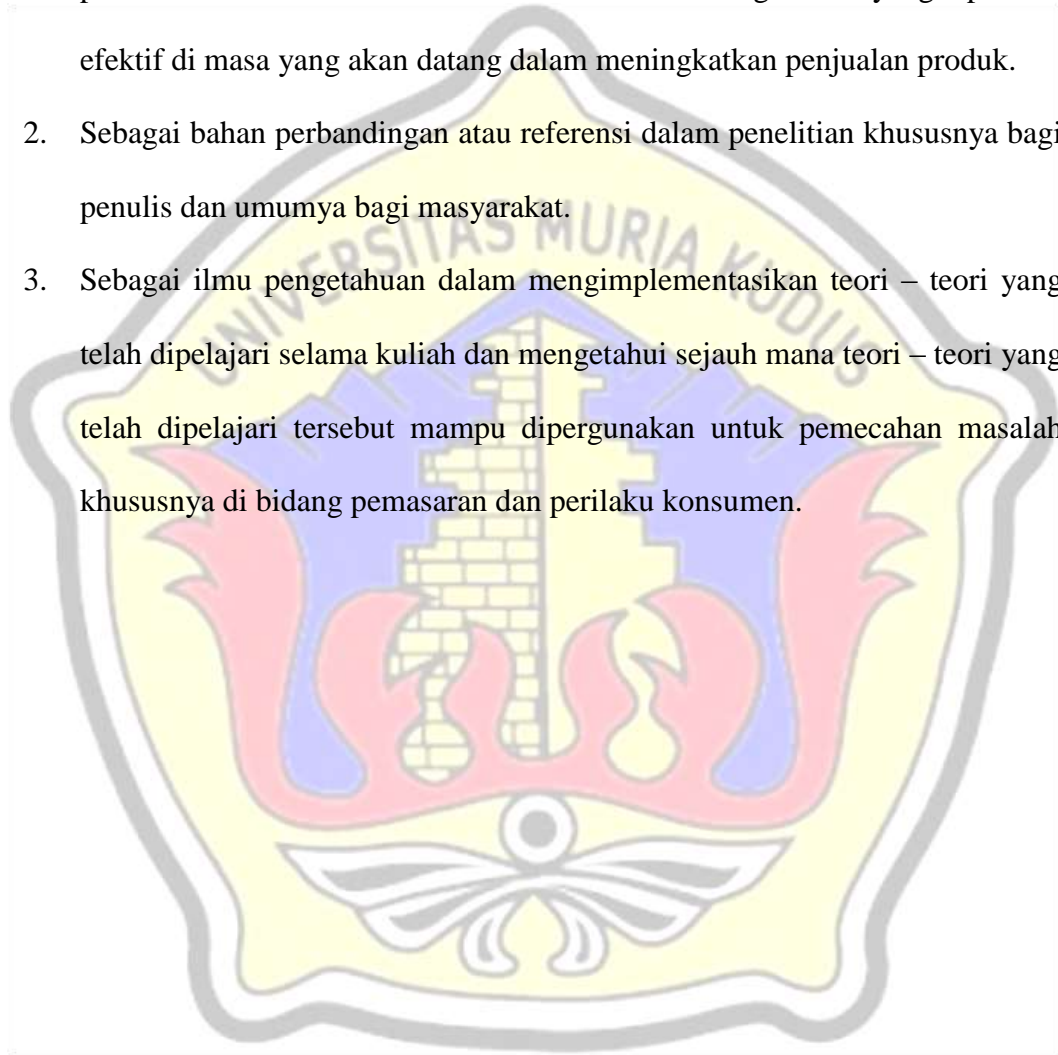 efektif di masa yang akan datang dalam meningkatkan penjualan produk.
2. Sebagai bahan perbandingan atau referensi dalam penelitian khususnya bagi
penulis dan umumya bagi masyarakat.
UNIVERSITAS MURIA KUDUS
3. Sebagai ilmu pengetahuan dalam mengimplementasikan teori – teori yang
telah dipelajari selama kuliah dan mengetahui sejauh mana teori – teori yang
telah dipelajari tersebut mampu dipergunakan untuk pemecahan masalah
khususnya di bidang pemasaran dan perilaku konsumen.